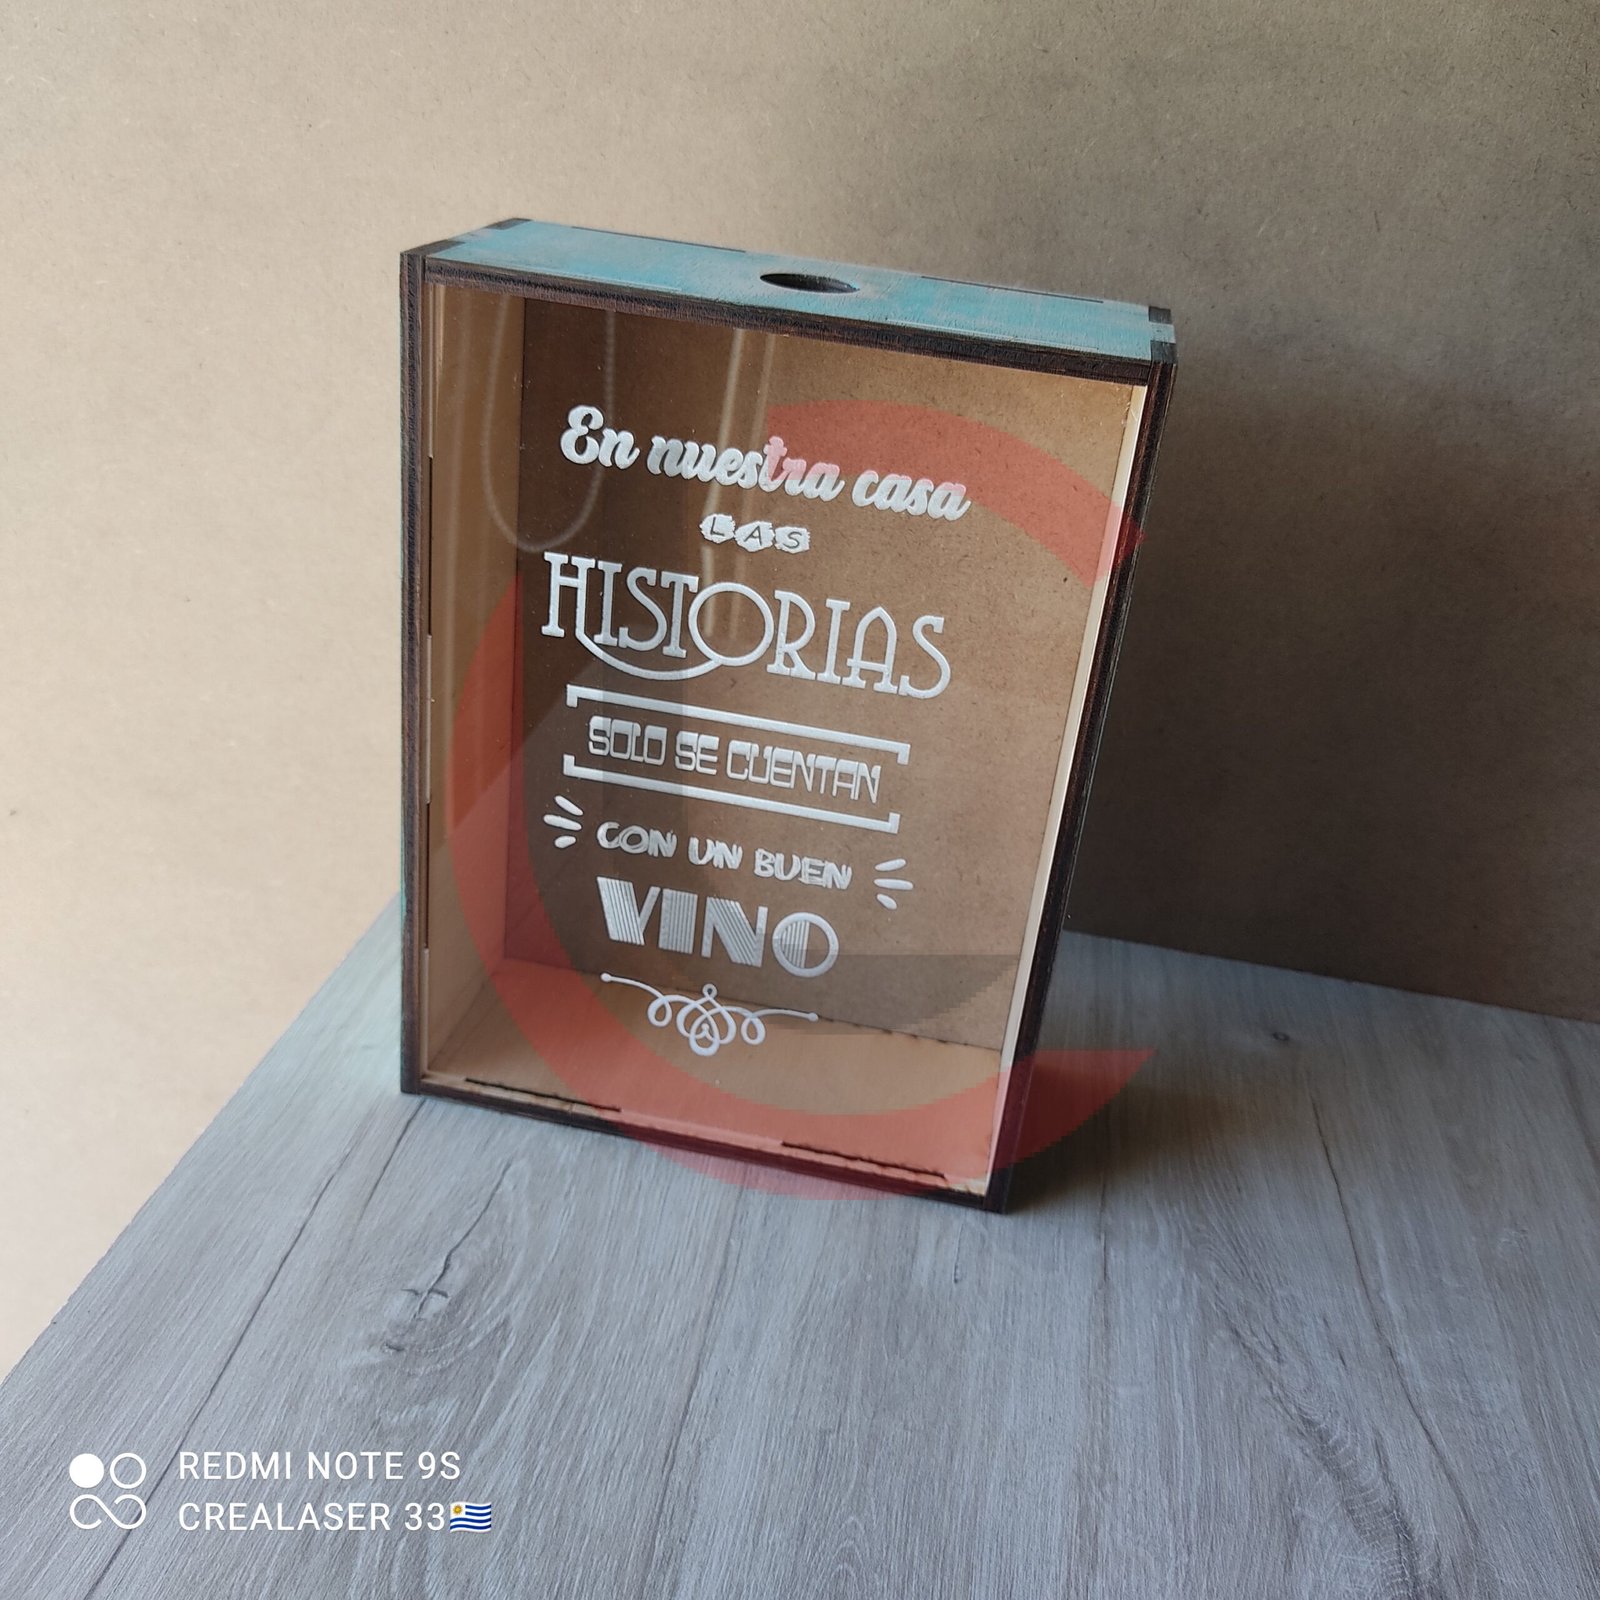 En nuestra casa
LAS
HISTORIAS
SOLO SE CUENTAN
CON UN BUEN
VINO
REDMI NOTE 9S
CREALASER 33🇺🇾